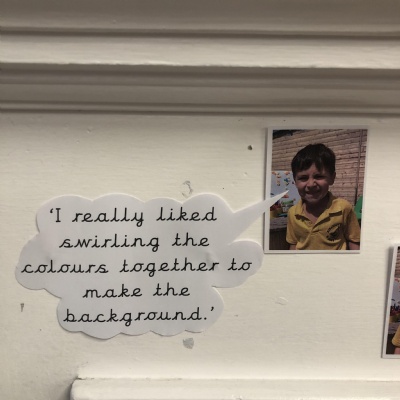 'I really liked
swirling the
colours together to
make the
background.'